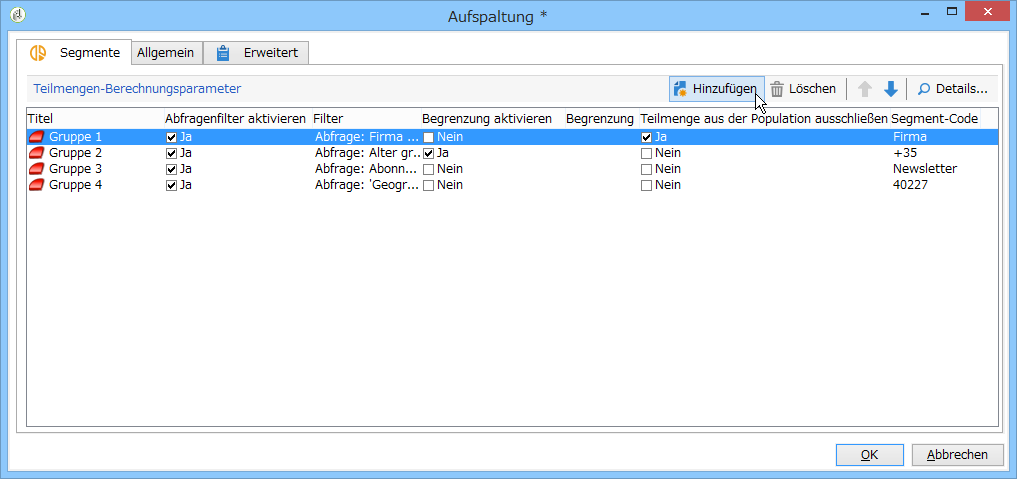 Aufspaltung *
Segmente Allgemein Erweitert
Teilmengen-Berechnungsparameter Hinzufügen Löschen Details...
Titel Abfragenfilter aktivieren Filter Begrenzung aktivieren Begrenzung Teilmenge aus der Population ausschließen Segment-Code
Gruppe 1 Ja Abfrage: Firma ... Nein Ja Firma
Gruppe 2 Ja Abfrage: Alter gr... Ja Nein +35
Gruppe 3 Ja Abfrage: Abonn... Nein Nein Newsletter
Gruppe 4 Ja Abfrage: 'Geogr... Nein Nein 40227
OK Abbrechen